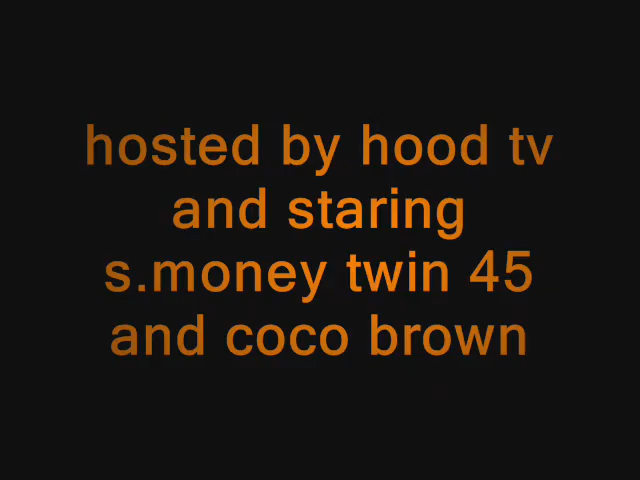 hosted by hood tv
and staring
s.money twin 45
and coco brown